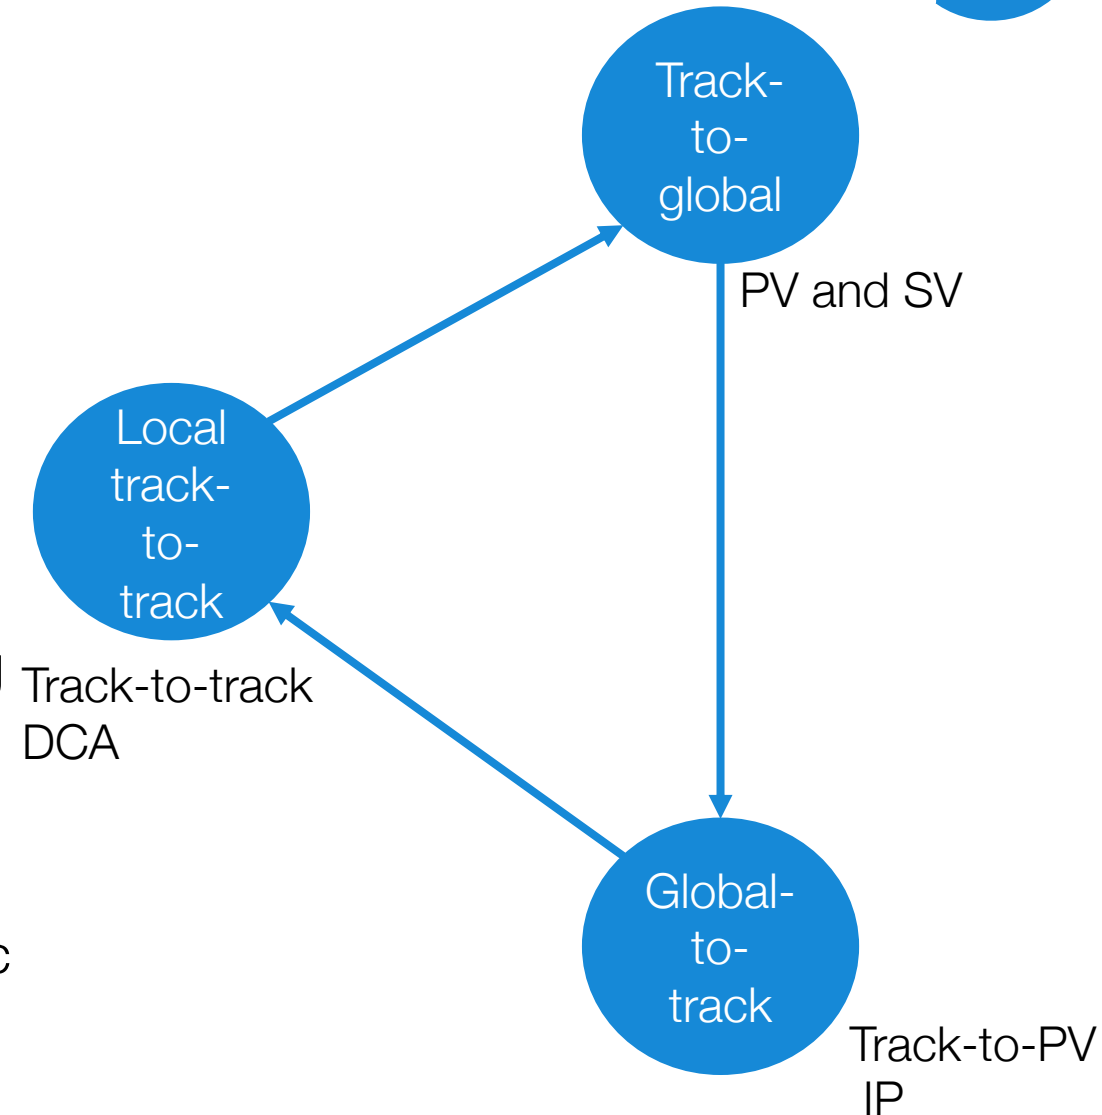 Track-
to-
global
PV and SV
Local
track-
to-
track
Track-to-track
DCA
Global-
to-
track
c
Track-to-PV
IP